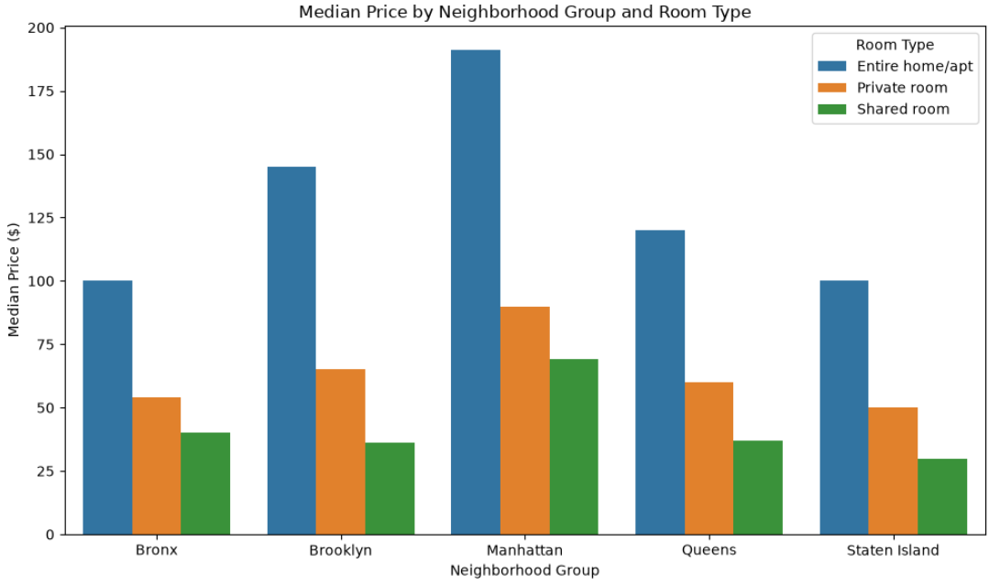 Median Price by Neighborhood Group and Room Type
200
175
150
125
100
75
50
25
0
Median Price ($)
Room Type
Entire home/apt
Private room
Shared room
Bronx
Brooklyn
Manhattan
Queens
Staten Island
Neighborhood Group